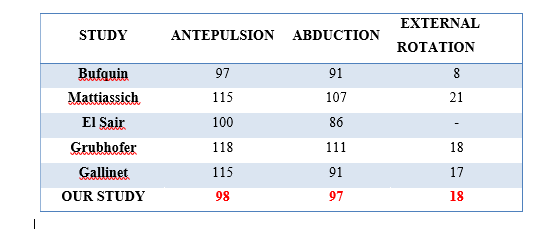 STUDY ANTEPULSION ABDUCTION EXTERNAL ROTATION
Bufquin 97 91 8
Mattiassich 115 107 21
El Sair 100 86 -
Grubhofer 118 111 18
Gallinet 115 91 17
OUR STUDY 98 97 18